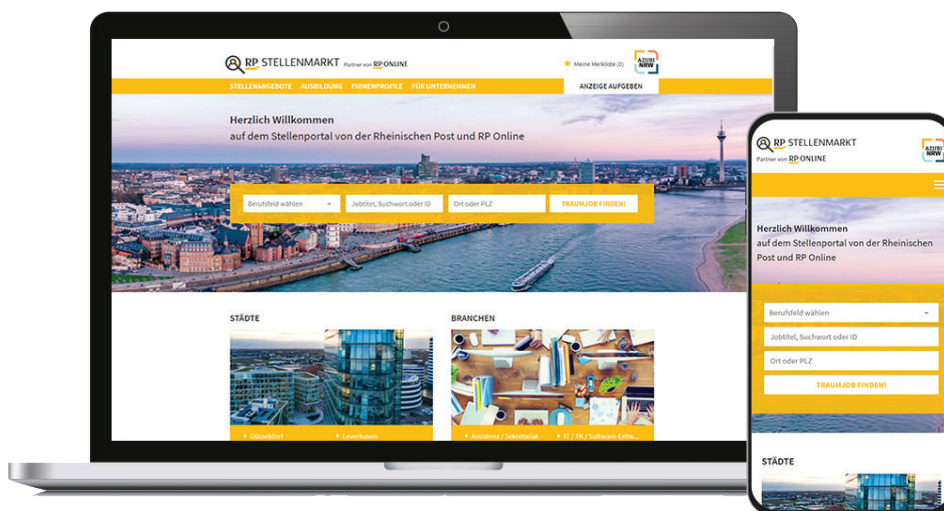 RP STELLENMARKT Partner von RP ONLINE
Meine Merkliste (0)
AZUBI
NRW
STELLENANGEBOTE AUSBILDUNG FIRMENPROFILE FÜR UNTERNEHMEN
ANZEIGE AUFGEBEN
Herzlich Willkommen
auf dem Stellenportal von der Rheinischen Post und RP Online
Berufsfeld wählen
Jobtitel, Suchwort oder ID
Ort oder PLZ
TRAUMJOB FINDEN!
STÄDTE
BRANCHEN
Düsseldorf
Leverkusen
Assistenz / Sekretariat
IT / TK / Software-Entw...
RP STELLENMARKT
Partner von RP ONLINE
AZUBI
NRW
Herzlich Willkommen
auf dem Stellenportal von der Rheinischen
Post und RP Online
Berufsfeld wählen
Jobtitel, Suchwort oder ID
Ort oder PLZ
TRAUMJOB FINDEN!
STÄDTE